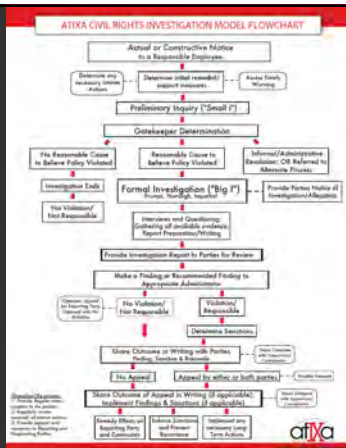 ATIXA CIVIL RIGHTS INVESTIGATION MODEL FLOWCHART
Actual or Constructive Notice
to a Responsible Employee
Determine any
necessary Interim
Actions
Determine initial remedial/
support measures
Assess Timely
Warning
Preliminary Inquiry ("Small i")
Gatekeeper Determination
No Reasonable Cause
to Believe Policy Violated
Reasonable Cause to
Believe Policy Violated
Informal/Administrative
Resolution; OR Referred to
Alternate Process
Investigation Ends
No Violation/
Not Responsible
Formal Investigation ("Big I")
Prompt, Thorough, Impartial
Provide Parties Notice of
Investigation/Allegations
Interviews and Questioning;
Gathering all available evidence;
Report Preparation/Writing
Provide Investigation Report to Parties for Review
Make a Finding or Recommended Finding to
Appropriate Administrator
No Violation/
Not Responsible
Violation/
Responsible
Determine Sanctions
Share Outcome in Writing with Parties
Finding, Sanction & Rationale
Share Outcome
No Appeal
Appeal by either or both parties
Share Outcome of Appeal in Writing (if applicable);
Implement Findings & Sanctions (if applicable)
Remedy Effects on
Reporting Party
and Community
Enforce Sanctions
and Prevent
Recurrence
Implement any
necessary Long
Term Actions
atixa